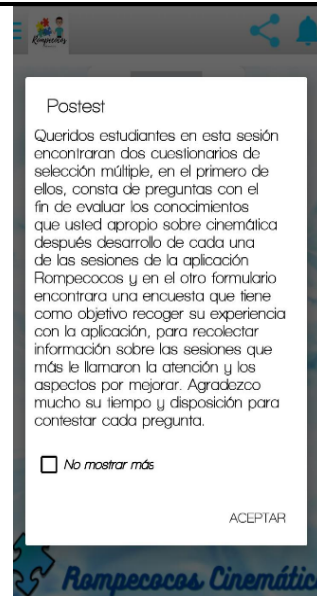 Rompecocos
Postest
Queridos estudiantes en esta sesión
encontraran dos cuestionarios de
selección múltiple, en el primero de
ellos, consta de preguntas con el
fin de evaluar los conocimientos
que usted apropio sobre cinemática
después desarrollo de cada una
de las sesiones de la aplicación
Rompecocos y en el otro formulario
encontrara una encuesta que tiene
como objetivo recoger su experiencia
con la aplicación, para recolectar
información sobre las sesiones que
más le llamaron la atención y los
aspectos por mejorar. Agradezco
mucho su tiempo y disposición para
contestar cada pregunta.
No mostrar más
ACEPTAR
Rompecocos Cinemátic